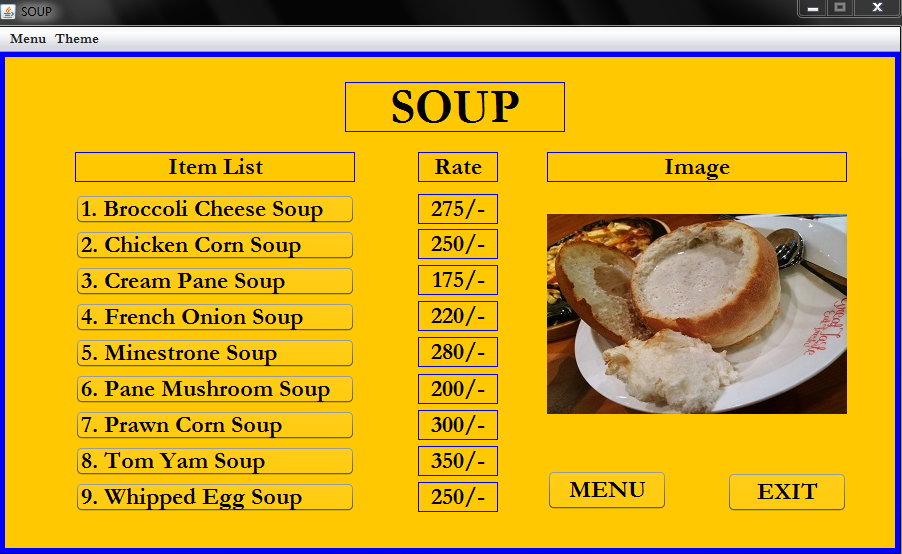 SOUP
Menu Theme
SOUP
Item List Rate Image
1. Broccoli Cheese Soup 275/-
2. Chicken Corn Soup 250/-
3. Cream Pane Soup 175/-
4. French Onion Soup 220/-
5. Minestrone Soup 280/-
6. Pane Mushroom Soup 200/-
7. Prawn Corn Soup 300/-
8. Tom Yam Soup 350/-
9. Whipped Egg Soup 250/-
MENU EXIT